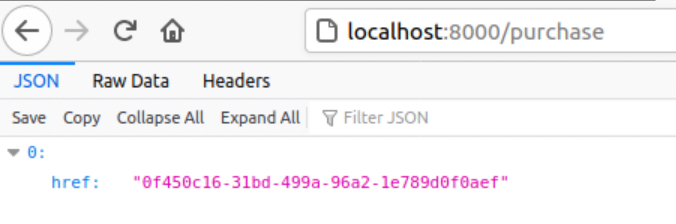 localhost:8000/purchase
JSON Raw Data Headers
Save Copy Collapse All Expand All Filter JSON
0:
href: "0f450c16-31bd-499a-96a2-1e789d0f0aef"